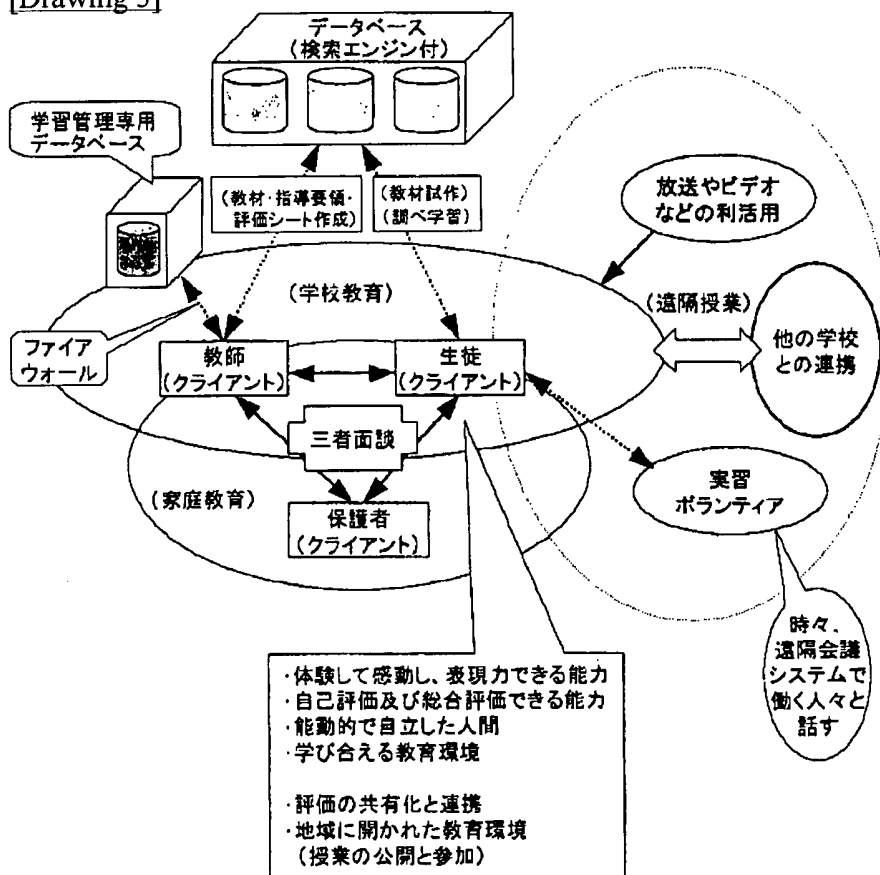 [Drawing 5]
データベース
(検索エンジン付)
学習管理専用
データベース
(教材・指導要領・
評価シート作成)
(教材試作)
(調べ学習)
放送やビデオ
などの利活用
(学校教育)
(遠隔授業)
他の学校
との連携
ファイア
ウォール
教師
(クライアント)
生徒
(クライアント)
三者面談
(家庭教育)
保護者
(クライアント)
実習
ボランティア
時々、
遠隔会議
システムで
働く人々と
話す
・体験して感動し、表現力できる能力
・自己評価及び総合評価できる能力
・能動的で自立した人間
・学び合える教育環境
・評価の共有化と連携
・地域に開かれた教育環境
(授業の公開と参加)